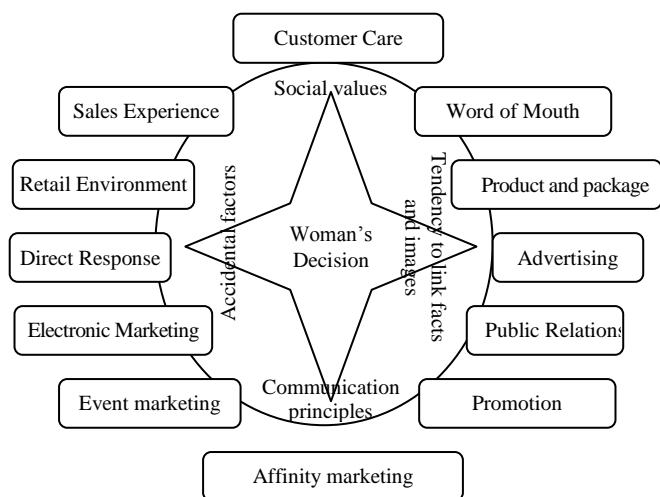 Customer Care
Social values
Sales Experience
Word of Mouth
Retail Environment
Product and package
Accidental factors
Tendency to link facts
and images
Woman's
Decision
Direct Response
Advertising
Electronic Marketing
Public Relations
Communication
principles
Event marketing
Promotion
Affinity marketing